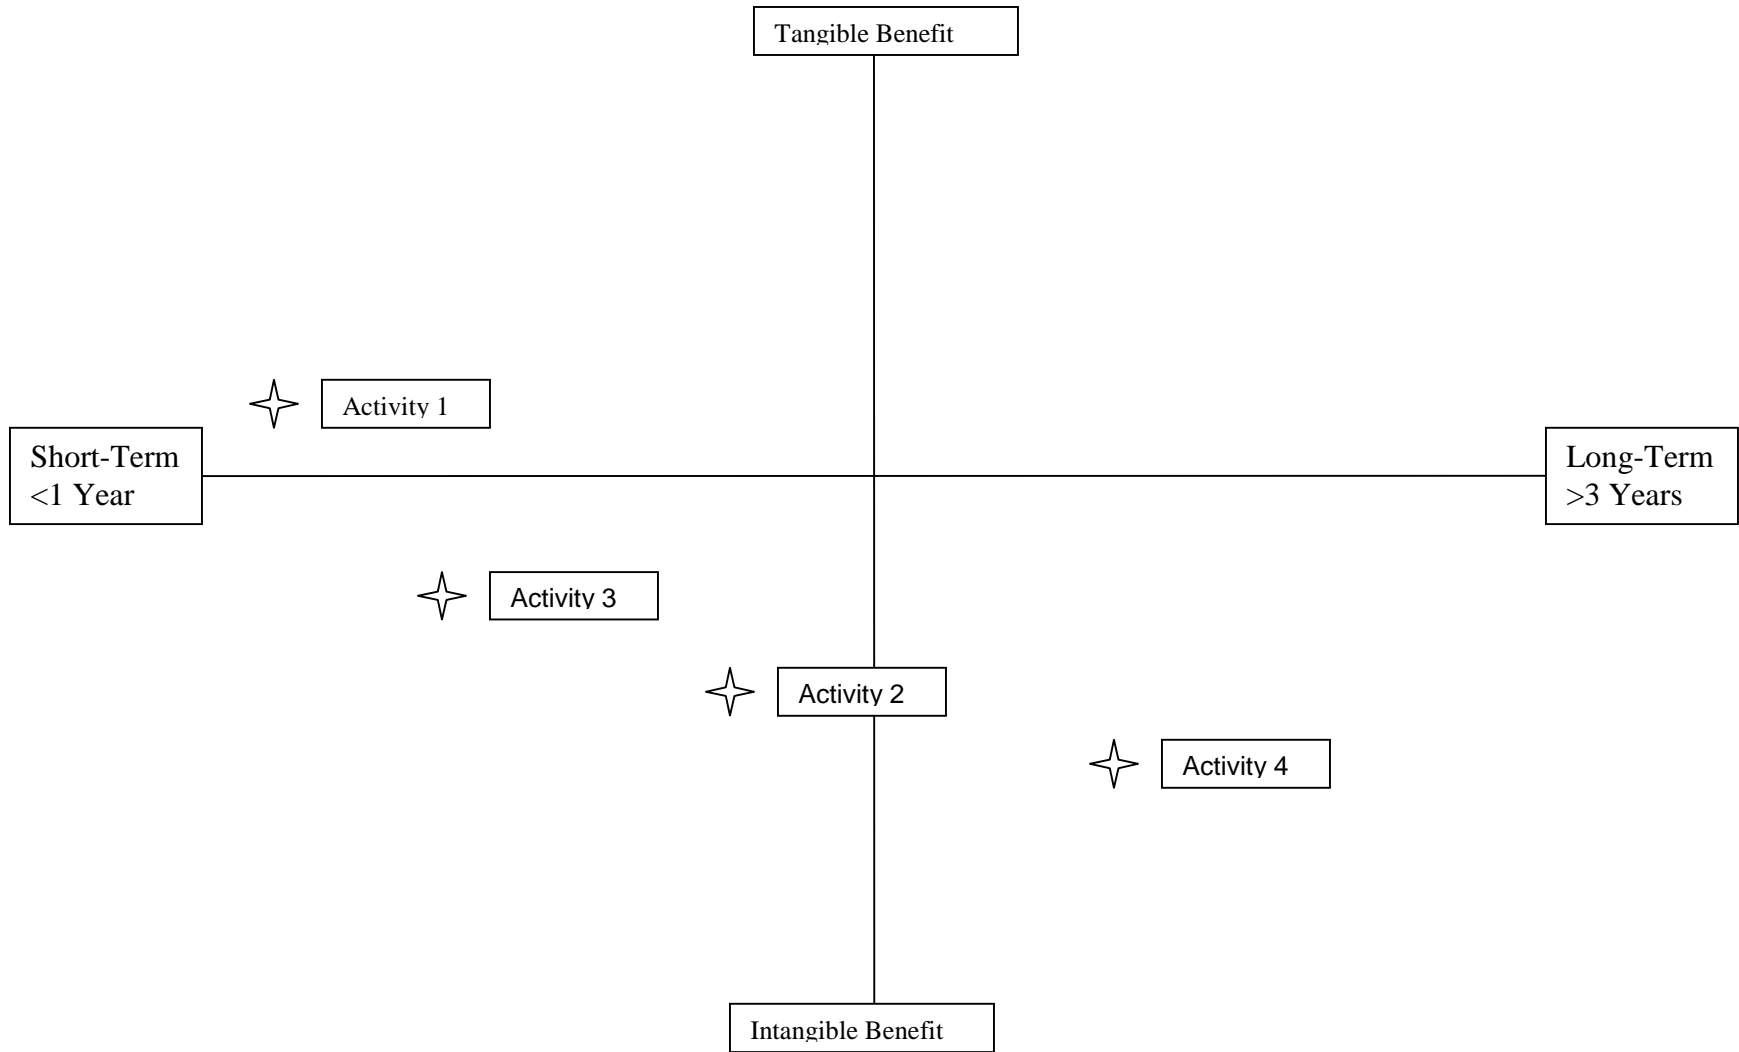 Tangible Benefit
Activity 1
Short-Term
<1 Year
Long-Term
>3 Years
Activity 3
Activity 2
Activity 4
Intangible Benefit